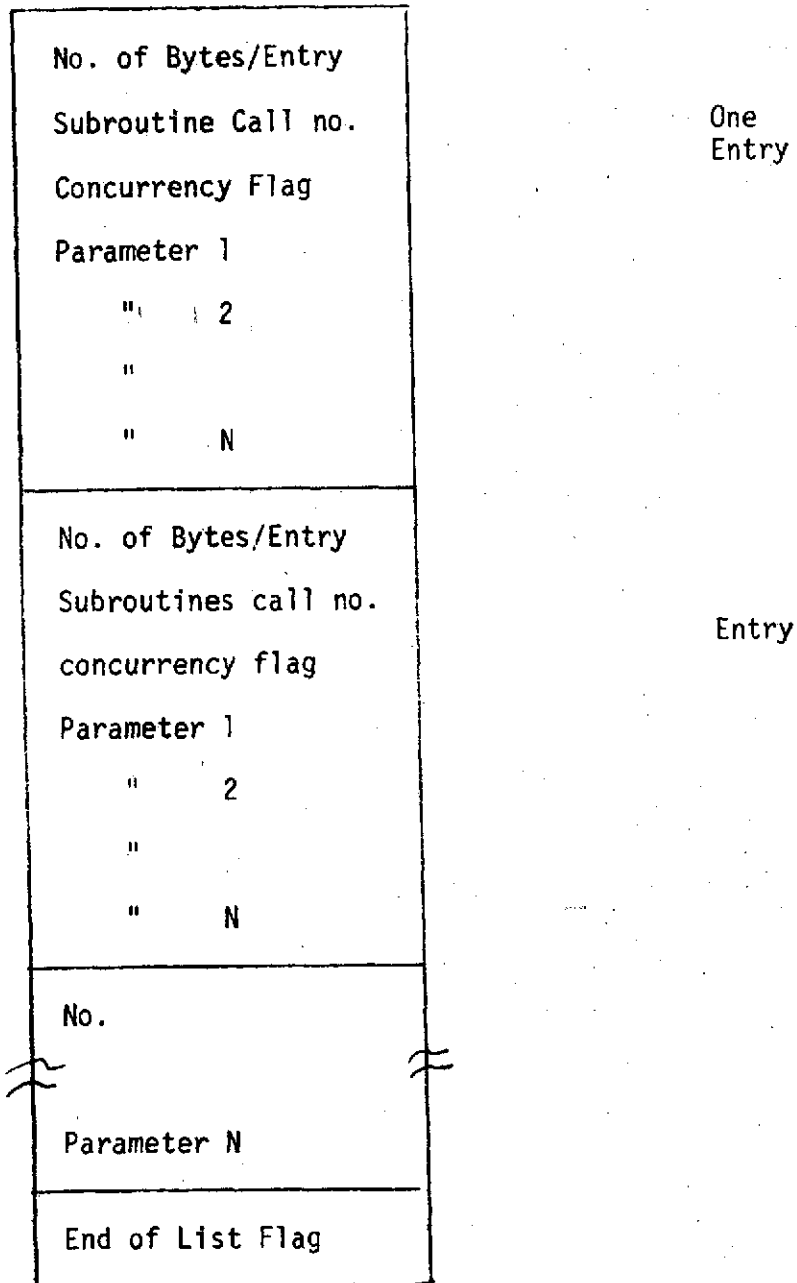 No. of Bytes/Entry
Subroutine Call no.
Concurrency Flag
Parameter 1
" 2
"
" N
One
Entry
No. of Bytes/Entry
Subroutines call no.
concurrency flag
Parameter 1
" 2
"
" N
Entry
No.
Parameter N
End of List Flag